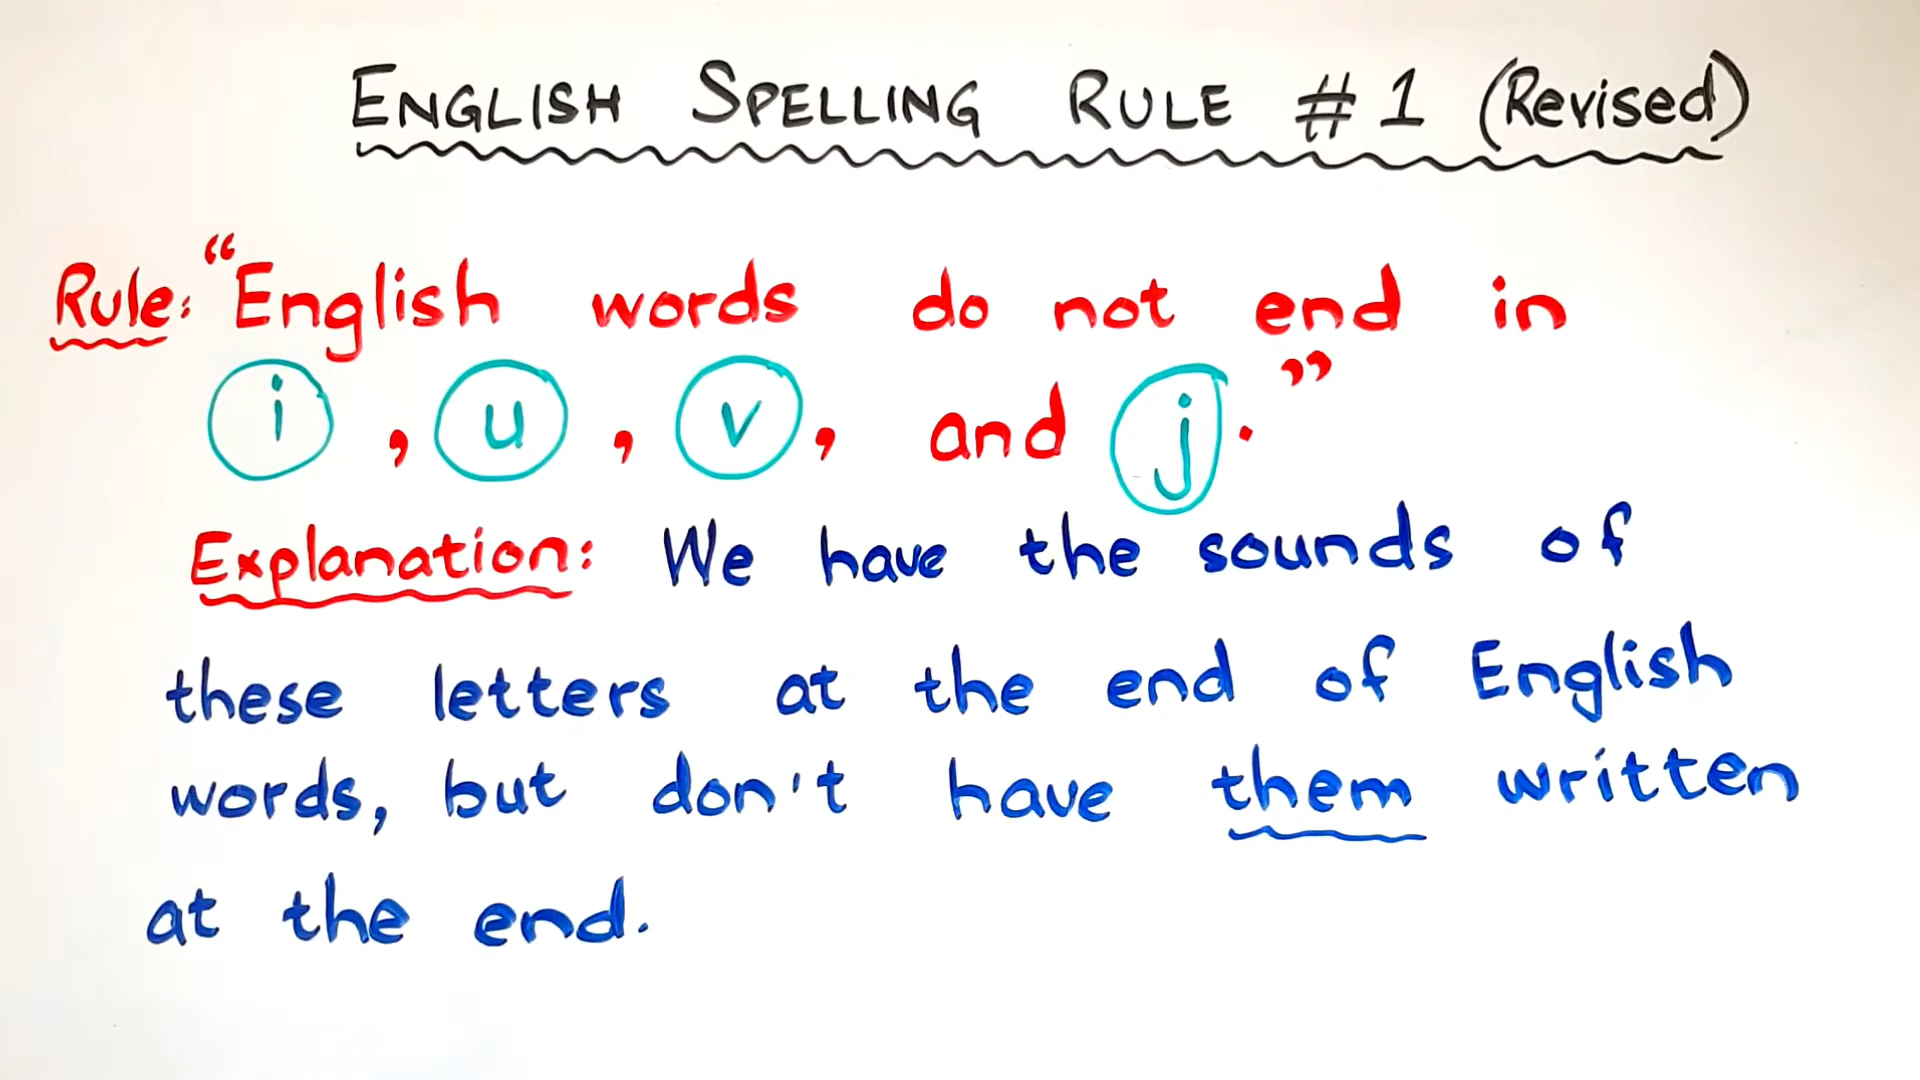 ENGLISH SPELLING RULE #1 (Revised)
Rule: "English words do not end in
i, u, v, and j."
Explanation: We have the sounds of
these letters at the end of English
words, but don't have them written
at the end.